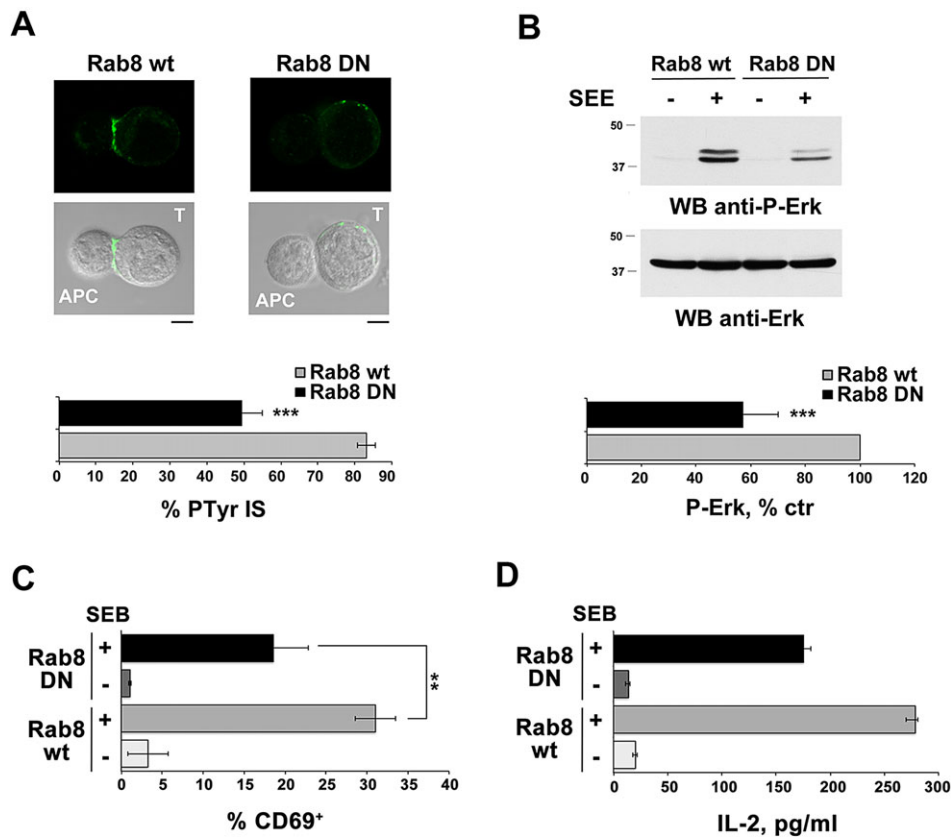 A
Rab8 wt
Rab8 DN
T
T
APC
APC
Rab8 wt
Rab8 DN
***
0 10 20 30 40 50 60 70 80 90
% PTyr IS
B
Rab8 wt Rab8 DN
SEE - + - +
50
37
WB anti-P-Erk
50
37
WB anti-Erk
Rab8 wt
Rab8 DN
***
0 20 40 60 80 100 120
P-Erk, % ctr
C
SEB
Rab8 DN
+
-
Rab8 wt
+
-
**
0 5 10 15 20 25 30 35 40
% CD69⁺
D
SEB
Rab8 DN
+
-
Rab8 wt
+
-
0 50 100 150 200 250 300
IL-2, pg/ml